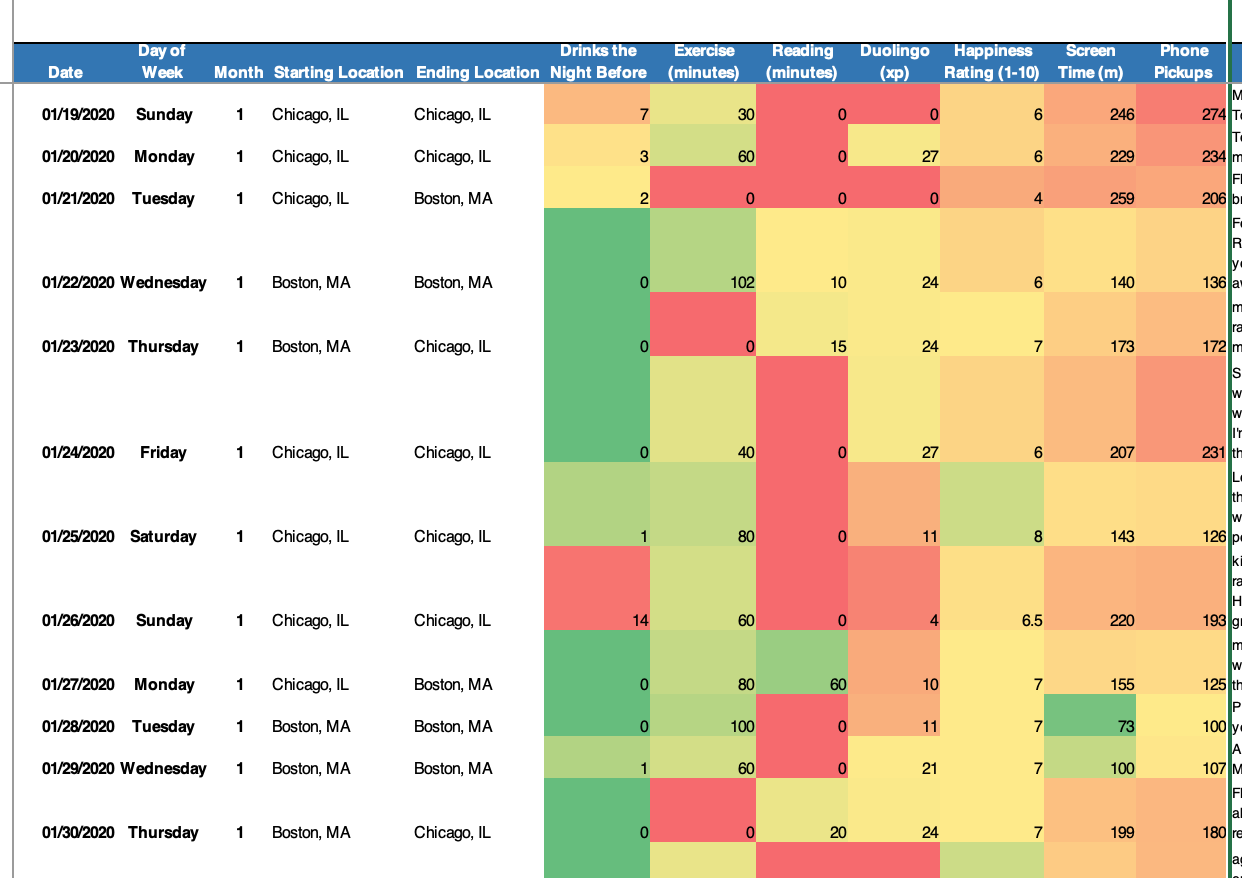 Date Day of Week Month Starting Location Ending Location Drinks the Night Before Exercise (minutes) Reading (minutes) Duolingo (xp) Happiness Rating (1-10) Screen Time (m) Phone Pickups
01/19/2020 Sunday 1 Chicago, IL Chicago, IL 7 30 0 0 6 246 274
01/20/2020 Monday 1 Chicago, IL Chicago, IL 3 60 0 27 6 229 234
01/21/2020 Tuesday 1 Chicago, IL Boston, MA 2 0 0 0 4 259 206
01/22/2020 Wednesday 1 Boston, MA Boston, MA 0 102 10 24 6 140 136
01/23/2020 Thursday 1 Boston, MA Chicago, IL 0 0 15 24 7 173 172
01/24/2020 Friday 1 Chicago, IL Chicago, IL 0 40 0 27 6 207 231
01/25/2020 Saturday 1 Chicago, IL Chicago, IL 1 80 0 11 8 143 126
01/26/2020 Sunday 1 Chicago, IL Chicago, IL 14 60 0 4 6.5 220 193
01/27/2020 Monday 1 Chicago, IL Boston, MA 0 80 60 10 7 155 125
01/28/2020 Tuesday 1 Boston, MA Boston, MA 0 100 0 11 7 73 100
01/29/2020 Wednesday 1 Boston, MA Boston, MA 1 60 0 21 7 100 107
01/30/2020 Thursday 1 Boston, MA Chicago, IL 0 0 20 24 7 199 180